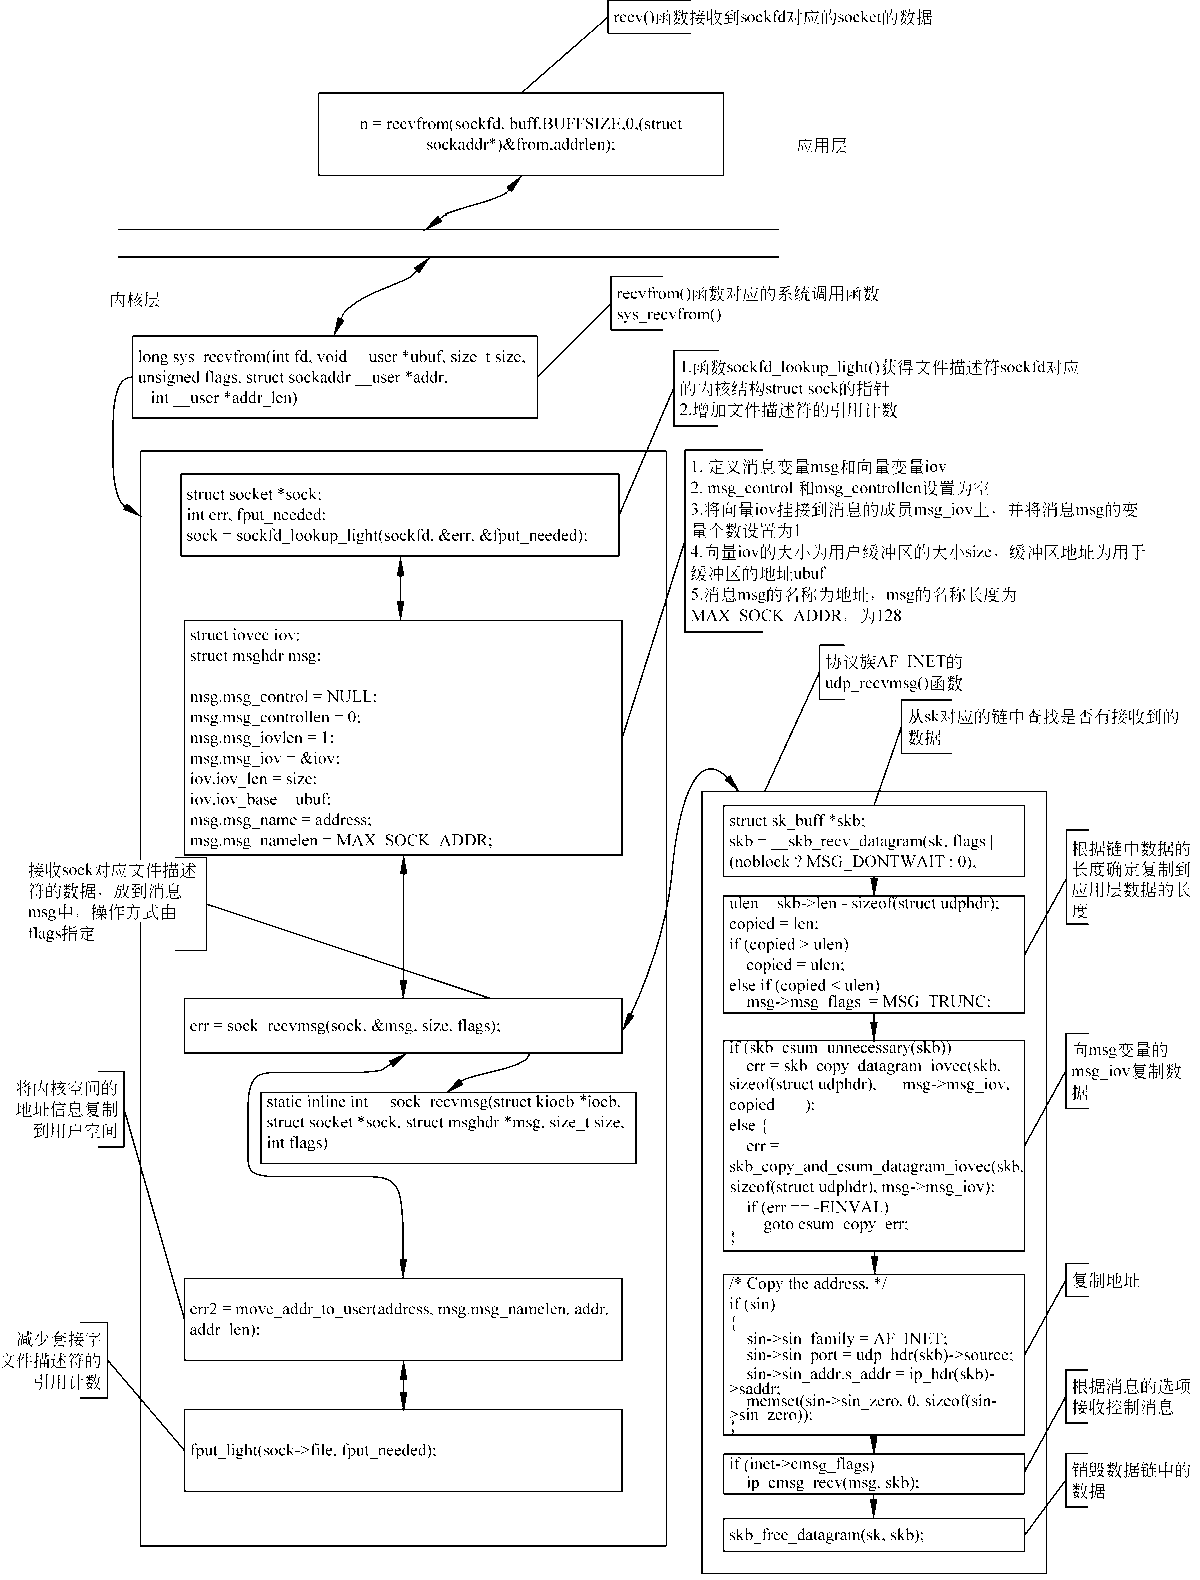 recv()函数接收到sockfd对应的socket的数据
n = recvfrom(sockfd, buff,BUFFSIZE,0,(struct
sockaddr*)&from,addrlen);
应用层
内核层
recvfrom()函数对应的系统调用函数
sys_recvfrom()
long sys_recvfrom(int fd, void __user *ubuf, size_t size,
unsigned flags, struct sockaddr __user *addr,
int __user *addr_len)
1.函数sockfd_lookup_light()获得文件描述符sockfd对应
的内核结构struct sock的指针
2.增加文件描述符的引用计数
struct socket *sock;
int err, fput_needed;
sock = sockfd_lookup_light(sockfd, &err, &fput_needed);
1. 定义消息变量msg和向量变量iov
2. msg_control 和msg_controllen设置为空
3.将向量iov挂接到消息的成员msg_iov上，并将消息msg的变
量个数设置为1
4.向量iov的大小为用户缓冲区的大小size，缓冲区地址为用于
缓冲区的地址ubuf
5.消息msg的名称为地址，msg的名称长度为
MAX_SOCK_ADDR，为128
struct iovec iov;
struct msghdr msg;
msg.msg_control = NULL;
msg.msg_controllen = 0;
msg.msg_iovlen = 1;
msg.msg_iov = &iov;
iov.iov_len = size;
iov.iov_base = ubuf;
msg.msg_name = address;
msg.msg_namelen = MAX_SOCK_ADDR;
接收sock对应文件描述
符的数据，放到消息
msg中，操作方式由
flags指定
err = sock_recvmsg(sock, &msg, size, flags);
static inline int __sock_recvmsg(struct kiocb *iocb,
struct socket *sock, struct msghdr *msg, size_t size,
int flags)
将内核空间的
地址信息复制
到用户空间
err2 = move_addr_to_user(address, msg.msg_namelen, addr,
addr_len);
减少套接字
文件描述符的
引用计数
fput_light(sock->file, fput_needed);
协议族AF_INET的
udp_recvmsg()函数
从sk对应的链中查找是否有接收到的
数据
struct sk_buff *skb;
skb = __skb_recv_datagram(sk, flags |
(noblock ? MSG_DONTWAIT : 0),
根据链中数据的
长度确定复制到
应用层数据的长
度
ulen = skb->len - sizeof(struct udphdr);
copied = len;
if (copied > ulen)
copied = ulen;
else if (copied < ulen)
msg->msg_flags |= MSG_TRUNC;
向msg变量的
msg_iov复制数
据
if (skb_csum_unnecessary(skb))
err = skb_copy_datagram_iovec(skb,
sizeof(struct udphdr), msg->msg_iov,
copied );
else {
err =
skb_copy_and_csum_datagram_iovec(skb,
sizeof(struct udphdr), msg->msg_iov);
if (err == -EINVAL)
goto csum_copy_err;
}
复制地址
/* Copy the address. */
if (sin)
{
sin->sin_family = AF_INET;
sin->sin_port = udp_hdr(skb)->source;
sin->sin_addr.s_addr = ip_hdr(skb)-
>saddr;
memset(sin->sin_zero, 0, sizeof(sin-
>sin_zero));
}
根据消息的选项
接收控制消息
if (inet->cmsg_flags)
ip_cmsg_recv(msg, skb);
销毁数据链中的
数据
skb_free_datagram(sk, skb);